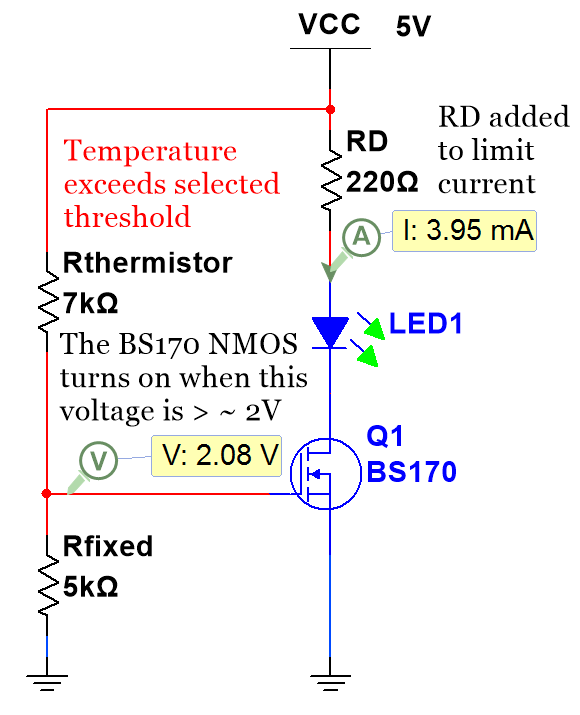 VCC 5V
RD added
to limit
current
RD
220Ω
Temperature
exceeds selected
threshold
A
I: 3.95 mA
Rthermistor
7kΩ
LED1
The BS170 NMOS
turns on when this
voltage is > ~ 2V
V
V: 2.08 V
Q1
BS170
Rfixed
5kΩ